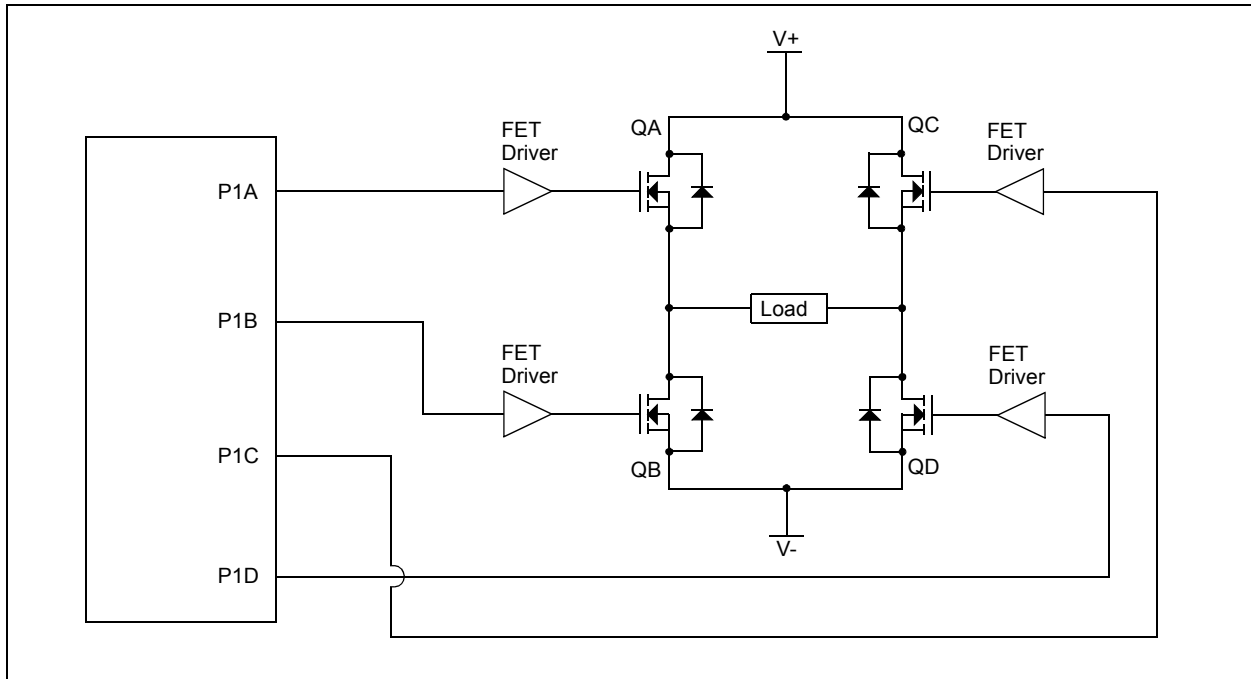 V+
FET
Driver
QA
QC
FET
Driver
P1A
P1B
Load
FET
Driver
FET
Driver
P1C
QB
QD
V-
P1D